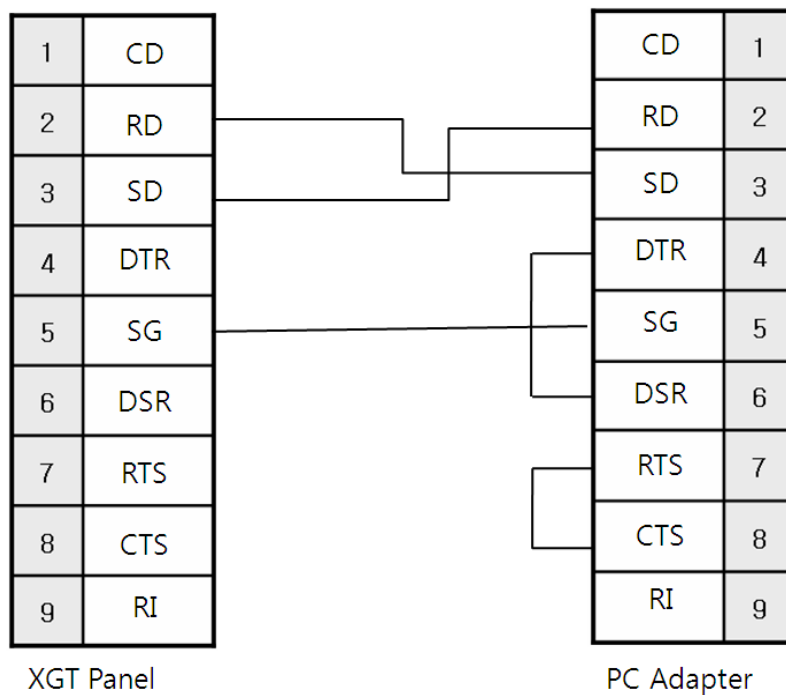 1 CD
2 RD
3 SD
4 DTR
5 SG
6 DSR
7 RTS
8 CTS
9 RI
XGT Panel
CD 1
RD 2
SD 3
DTR 4
SG 5
DSR 6
RTS 7
CTS 8
RI 9
PC Adapter